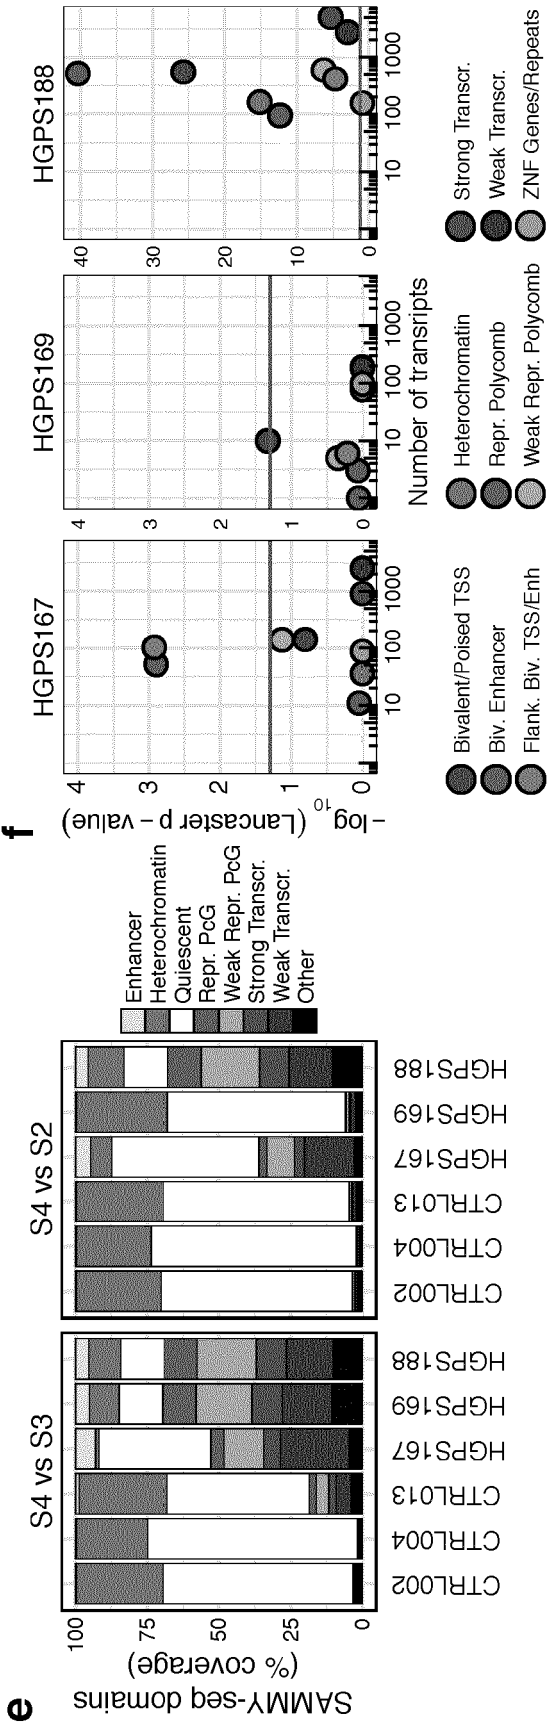 e
S4 vs S3
S4 vs S2
SAMMY-seq domains
(% coverage)
100
75
50
25
0
CTRL002
CTRL004
CTRL013
HGPS167
HGPS169
HGPS188
CTRL002
CTRL004
CTRL013
HGPS167
HGPS169
HGPS188
Enhancer
Heterochromatin
Quiescent
Repr. PcG
Weak Repr. PcG
Strong Transcr.
Weak Transcr.
Other
f
HGPS167
HGPS169
HGPS188
−log10 (Lancaster p−value)
4
3
2
1
0
10
100
1000
4
3
2
1
0
10
100
1000
40
30
20
10
0
10
100
1000
Number of transripts
Bivalent/Poised TSS
Biv. Enhancer
Flank. Biv. TSS/Enh
Heterochromatin
Repr. Polycomb
Weak Repr. Polycomb
Strong Transcr.
Weak Transcr.
ZNF Genes/Repeats